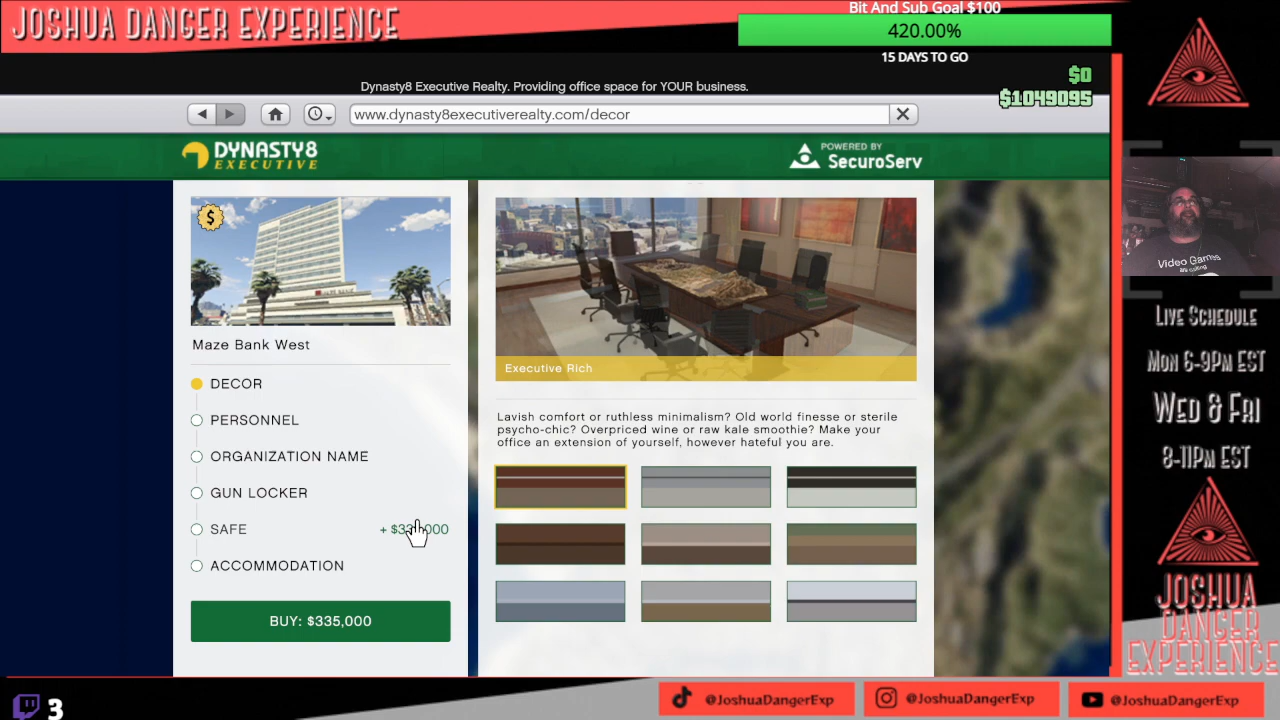 JOSHUA DANGER EXPERIENCE
Bit And Sub Goal $100
420.00%
15 DAYS TO GO
$0
$1049095
Dynasty8 Executive Realty. Providing office space for YOUR business.
www.dynasty8executiverealty.com/decor
DYNASTY8
EXECUTIVE
POWERED BY
SecuroServ
Maze Bank West
DECOR
PERSONNEL
ORGANIZATION NAME
GUN LOCKER
SAFE
ACCOMMODATION
BUY: $335,000
Executive Rich
Lavish comfort or ruthless minimalism? Old world finesse or sterile
psycho-chic? Overpriced wine or raw kale smoothie? Make your
office an extension of yourself, however hateful you are.
Video Games
are calling
Live Schedule
Mon 6-9pm EST
Wed & Fri
8-11pm EST
JOSHUA
DANGER
EXPERIENCE
3
@JoshuaDangerExp
@JoshuaDangerExp
@JoshuaDangerExp